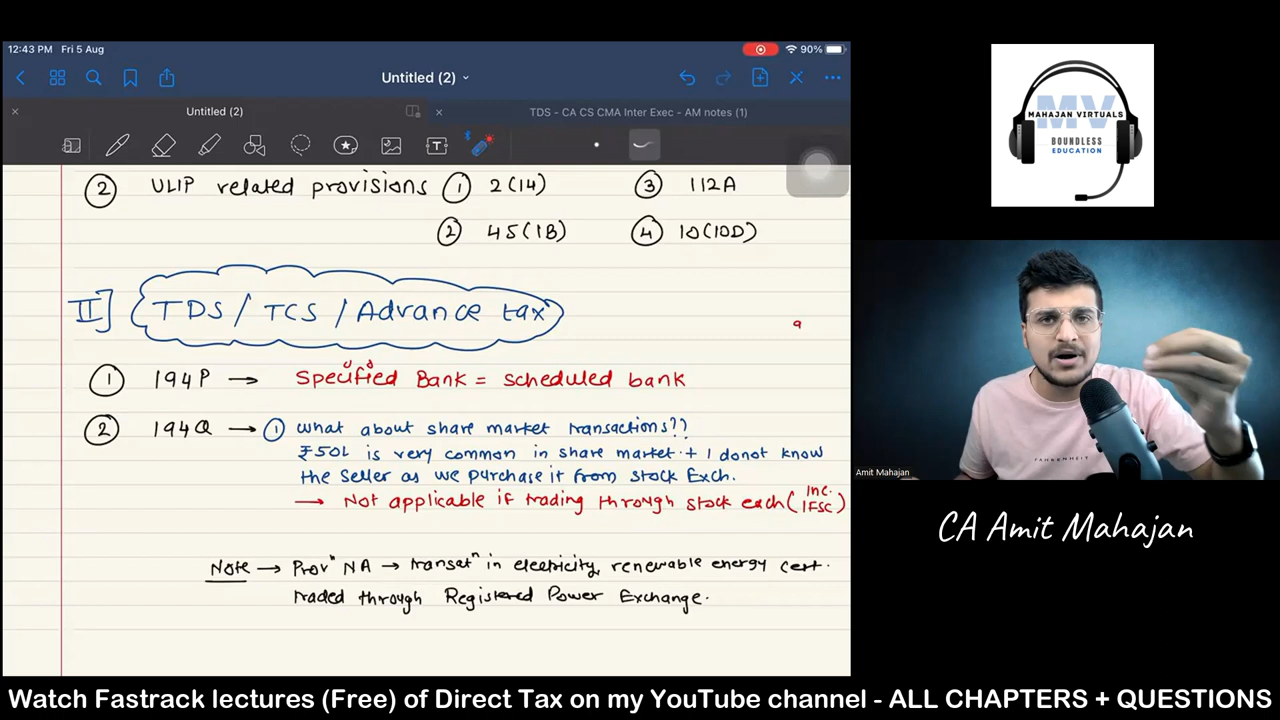 12:43 PM Fri 5 Aug
90%
Untitled (2)
Untitled (2)
TDS - CA CS CMA Inter Exec - AM notes (1)
2 ULIP related provisions 1 2(14) 3 112A
2 45(1B) 4 10(10D)
II] TDS / TCS / Advance tax
9
1 194P → Specified Bank = scheduled bank
2 194Q → 1 what about share market transactions??
₹50L is very common in share market + I donot know
the seller as we purchase it from stock Exch.
→ Not applicable if trading through stock exch (Inc. IFSC)
Note → Provⁿ NA → transatⁿ in electricity, renewable energy cert.
traded through Registered Power Exchange.
MV
MAHAJAN VIRTUALS
BOUNDLESS
EDUCATION
FAHRENHEIT
Amit Mahajan
CA Amit Mahajan
Watch Fastrack lectures (Free) of Direct Tax on my YouTube channel - ALL CHAPTERS + QUESTIONS